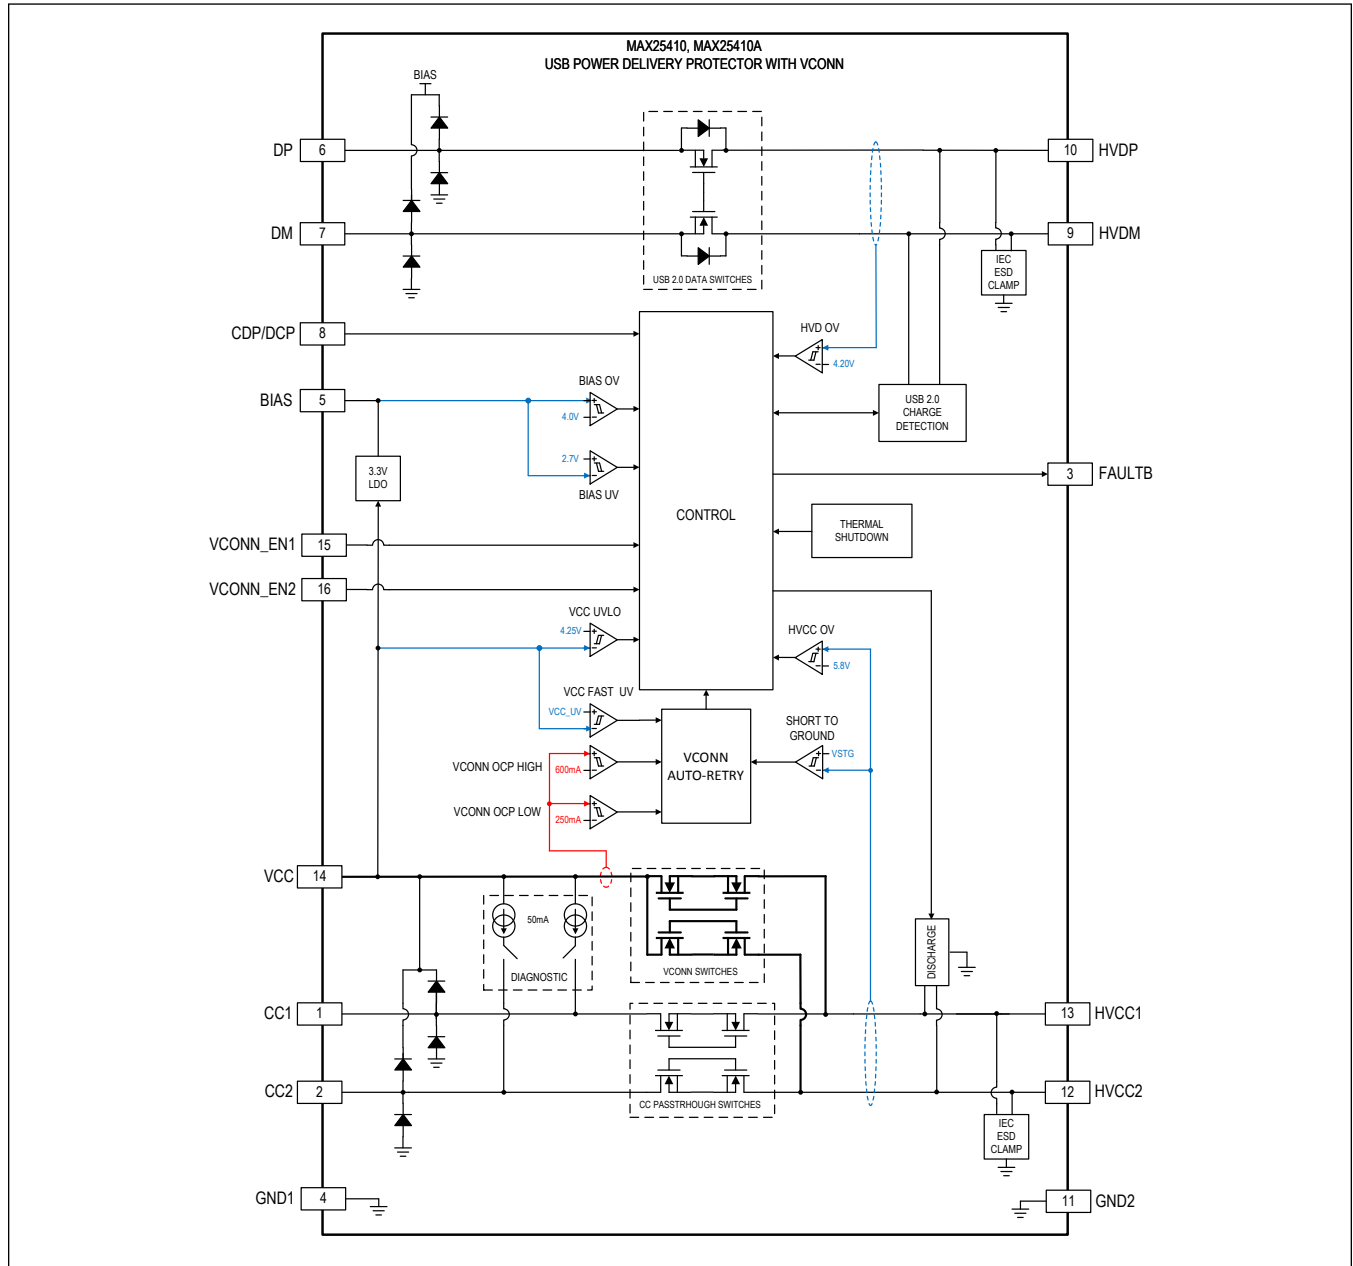 MAX25410, MAX25410A
USB POWER DELIVERY PROTECTOR WITH VCONN
BIAS
DP
6
10
HVDP
DM
7
9
HVDM
USB 2.0 DATA SWITCHES
IEC
ESD
CLAMP
CDP/DCP
8
HVD OV
+
−
4.20V
BIAS
5
BIAS OV
+
4.0V
−
USB 2.0
CHARGE
DETECTION
3.3V
LDO
2.7V
+
−
BIAS UV
3
FAULTB
CONTROL
THERMAL
SHUTDOWN
VCONN_EN1
15
VCONN_EN2
16
VCC UVLO
4.25V
+
−
HVCC OV
+
−
5.8V
VCC FAST UV
VCC_UV
+
−
SHORT TO
GROUND
+
VSTG
−
VCONN
AUTO-RETRY
VCONN OCP HIGH
+
600mA
−
VCONN OCP LOW
+
250mA
−
VCC
14
50mA
DIAGNOSTIC
VCONN SWITCHES
DISCHARGE
CC1
1
13
HVCC1
CC2
2
12
HVCC2
CC PASSTRHOUGH SWITCHES
IEC
ESD
CLAMP
GND1
4
11
GND2